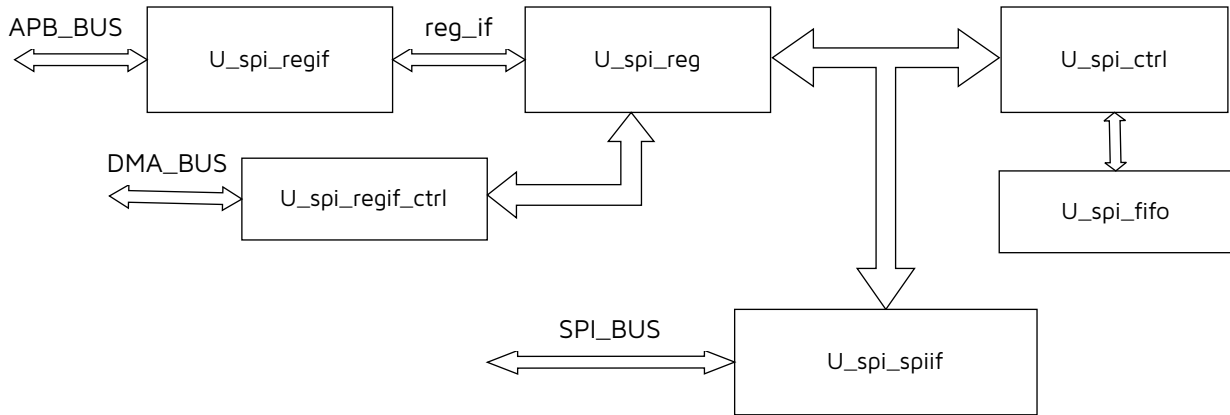 APB_BUS
U_spi_regif
reg_if
U_spi_reg
U_spi_ctrl
DMA_BUS
U_spi_regif_ctrl
U_spi_fifo
SPI_BUS
U_spi_spiif